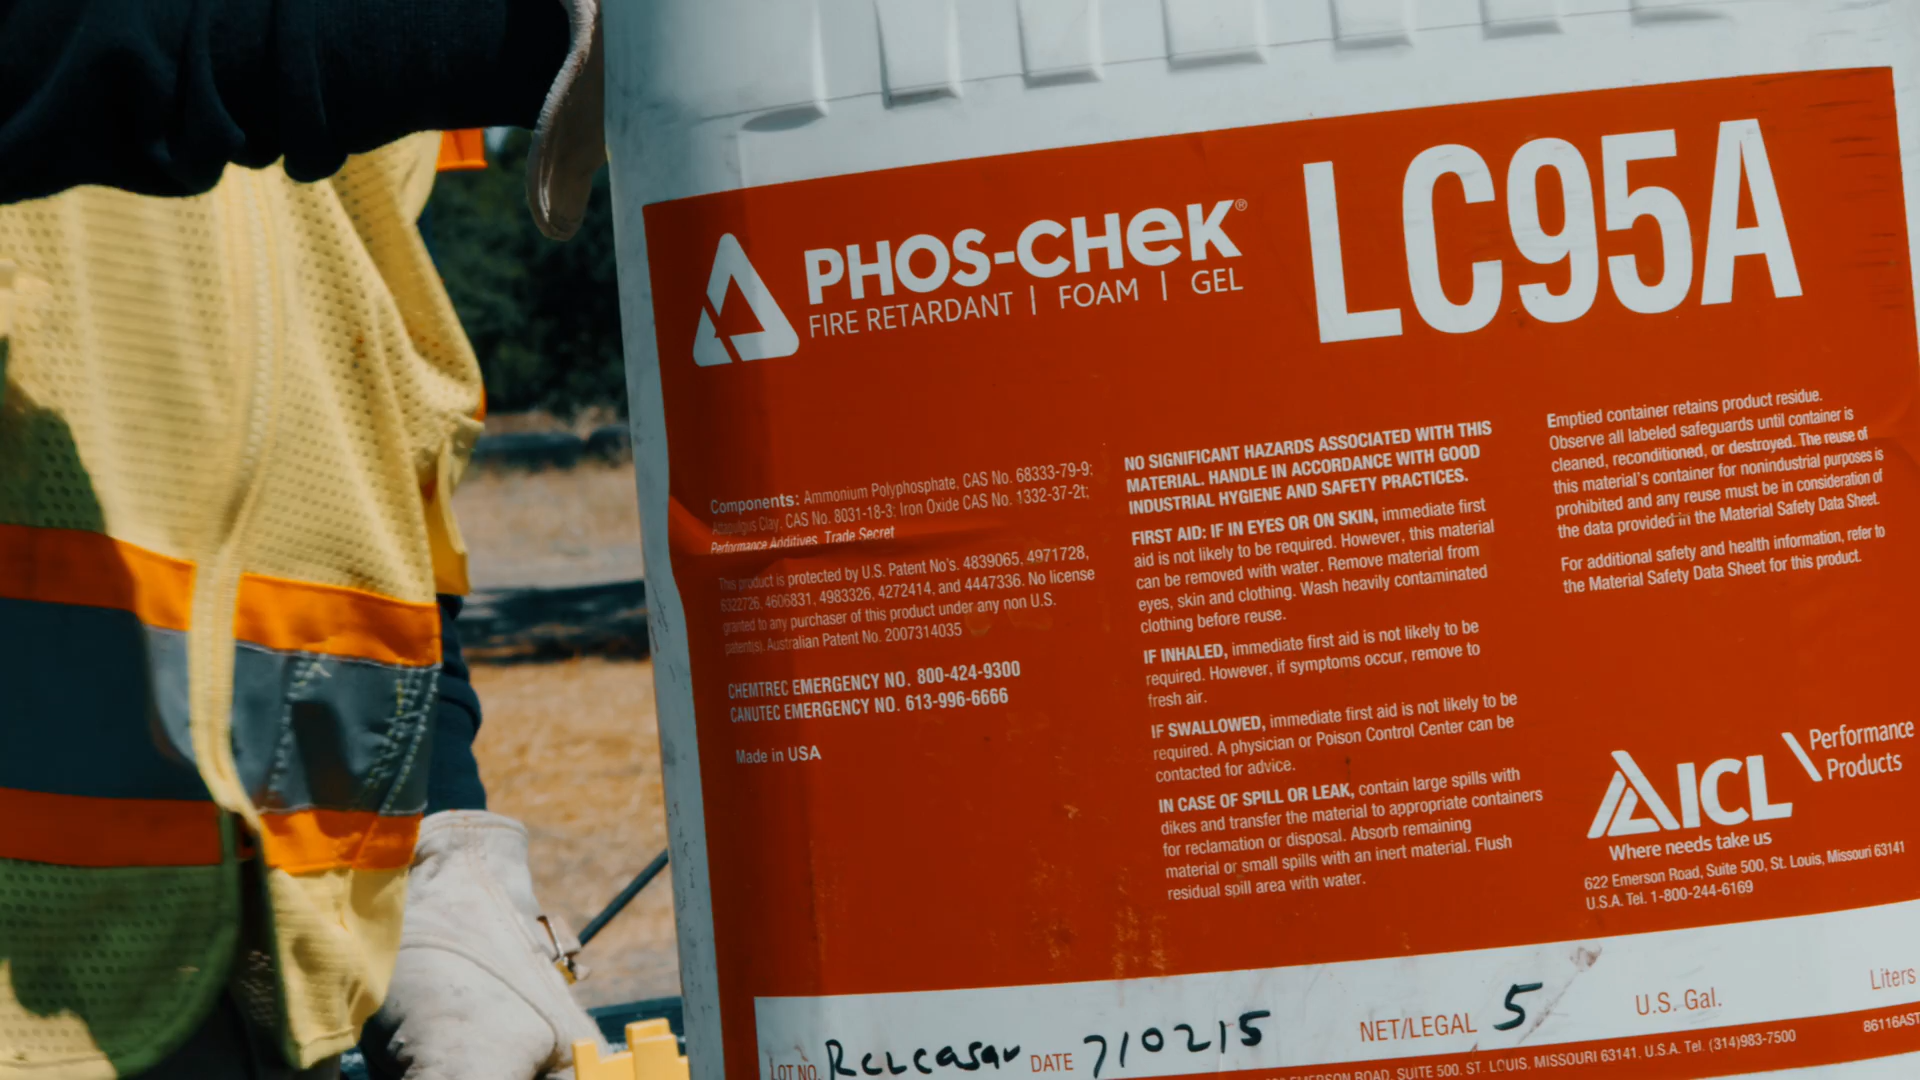 PHOS-CHEK®
FIRE RETARDANT | FOAM | GEL
LC95A
Components: Ammonium Polyphosphate, CAS No. 68333-79-9;
Attapulgus Clay, CAS No. 8031-18-3; Iron Oxide CAS No. 1332-37-2t;
Performance Additives, Trade Secret
This product is protected by U.S. Patent No's. 4839065, 4971728,
6322726, 4606831, 4983326, 4272414, and 4447336. No license
granted to any purchaser of this product under any non U.S.
patent(s). Australian Patent No. 2007314035
CHEMTREC EMERGENCY NO. 800-424-9300
CANUTEC EMERGENCY NO. 613-996-6666
Made in USA
NO SIGNIFICANT HAZARDS ASSOCIATED WITH THIS
MATERIAL. HANDLE IN ACCORDANCE WITH GOOD
INDUSTRIAL HYGIENE AND SAFETY PRACTICES.
FIRST AID: IF IN EYES OR ON SKIN, immediate first
aid is not likely to be required. However, this material
can be removed with water. Remove material from
eyes, skin and clothing. Wash heavily contaminated
clothing before reuse.
IF INHALED, immediate first aid is not likely to be
required. However, if symptoms occur, remove to
fresh air.
IF SWALLOWED, immediate first aid is not likely to be
required. A physician or Poison Control Center can be
contacted for advice.
IN CASE OF SPILL OR LEAK, contain large spills with
dikes and transfer the material to appropriate containers
for reclamation or disposal. Absorb remaining
material or small spills with an inert material. Flush
residual spill area with water.
Emptied container retains product residue.
Observe all labeled safeguards until container is
cleaned, reconditioned, or destroyed. The reuse of
this material's container for nonindustrial purposes is
prohibited and any reuse must be in consideration of
the data provided in the Material Safety Data Sheet.
For additional safety and health information, refer to
the Material Safety Data Sheet for this product.
ICL
Performance
Products
Where needs take us
622 Emerson Road, Suite 500, St. Louis, Missouri 63141
U.S.A. Tel. 1-800-244-6169
LOT NO. DATE 710215 NET/LEGAL 5 U.S. Gal. Liters
EMERSON ROAD, SUITE 500, ST. LOUIS, MISSOURI 63141, U.S.A. Tel. (314)983-7500 86116AST